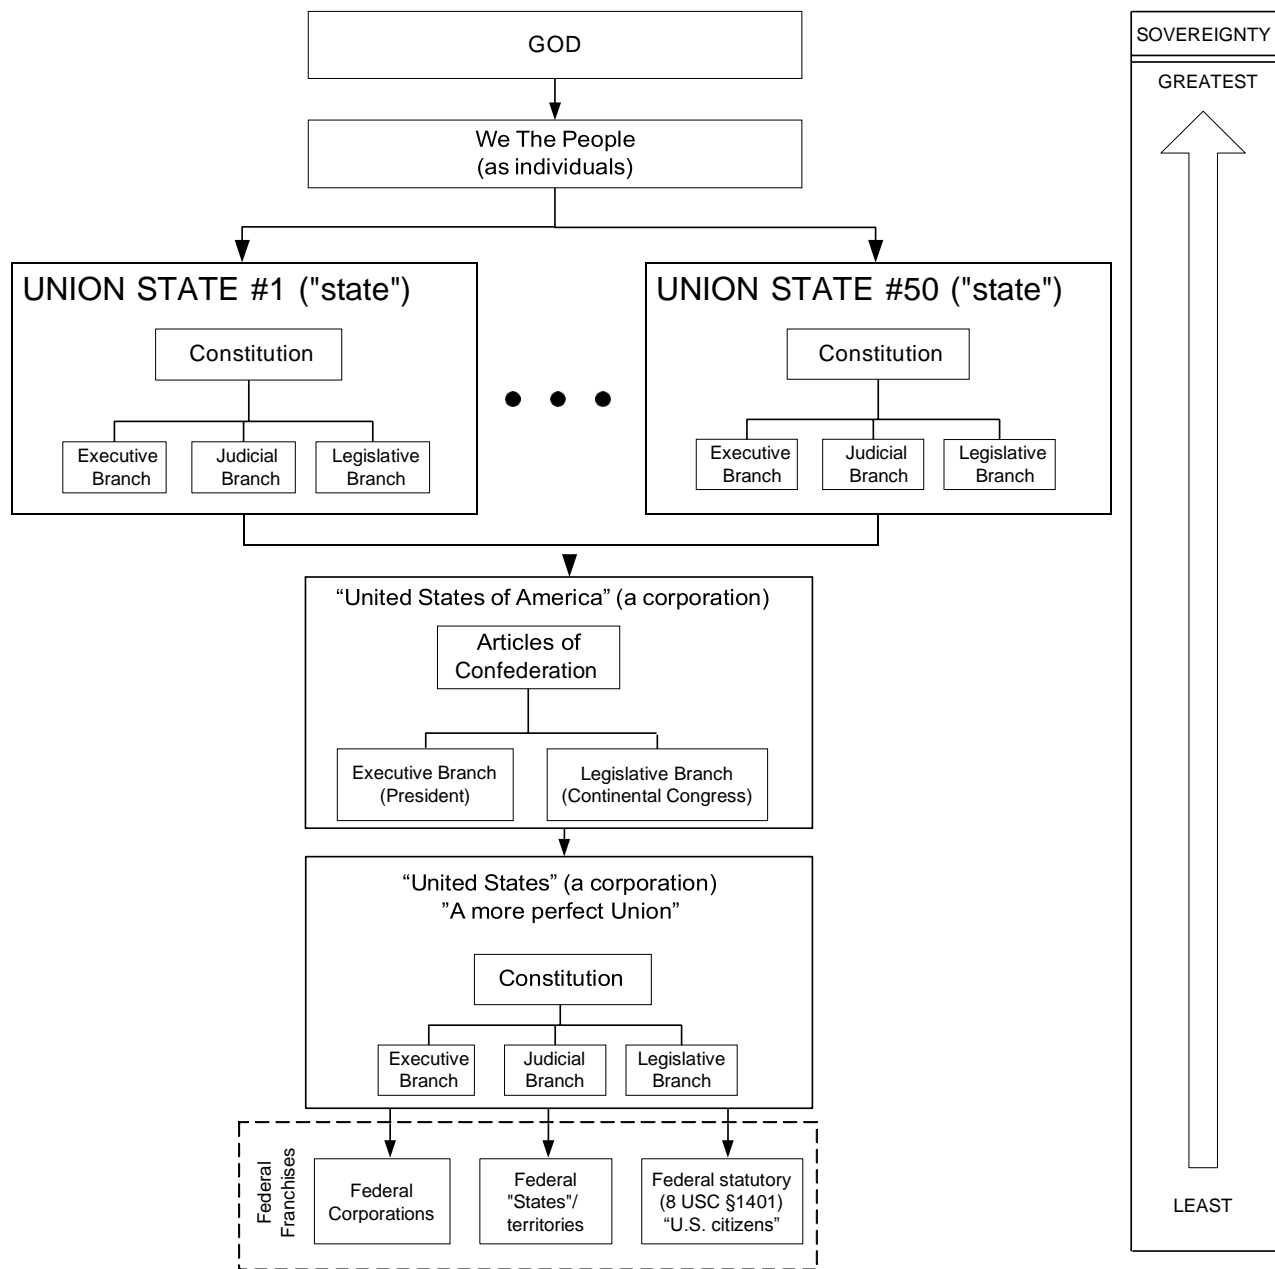 GOD
SOVEREIGNTY
GREATEST
We The People
(as individuals)
UNION STATE #1 ("state")
Constitution
Executive
Branch
Judicial
Branch
Legislative
Branch
UNION STATE #50 ("state")
Constitution
Executive
Branch
Judicial
Branch
Legislative
Branch
“United States of America” (a corporation)
Articles of
Confederation
Executive Branch
(President)
Legislative Branch
(Continental Congress)
“United States” (a corporation)
”A more perfect Union”
Constitution
Executive
Branch
Judicial
Branch
Legislative
Branch
Federal
Franchises
Federal
Corporations
Federal
"States"/
territories
Federal statutory
(8 USC §1401)
“U.S. citizens”
LEAST